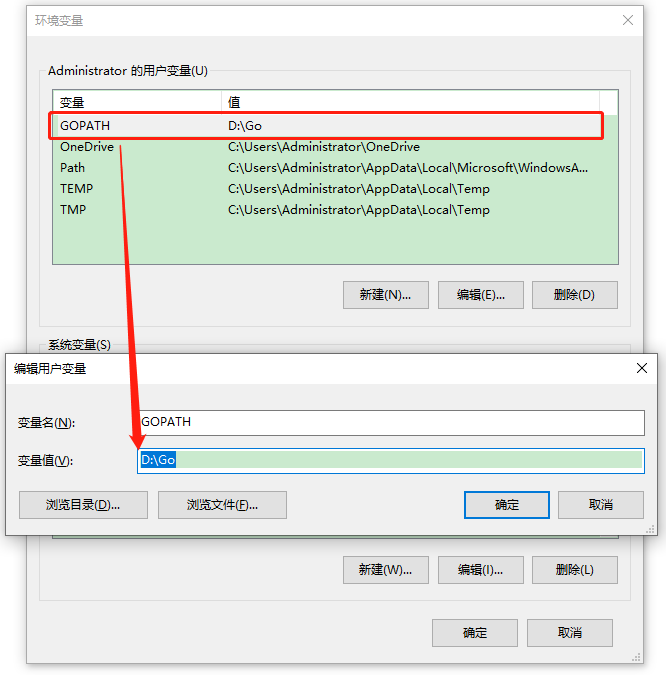 环境变量
Administrator 的用户变量(U)
变量 值
GOPATH D:\Go
OneDrive C:\Users\Administrator\OneDrive
Path C:\Users\Administrator\AppData\Local\Microsoft\WindowsA...
TEMP C:\Users\Administrator\AppData\Local\Temp
TMP C:\Users\Administrator\AppData\Local\Temp
新建(N)... 编辑(E)... 删除(D)
系统变量(S)
编辑用户变量
变量名(N): GOPATH
变量值(V): D:\Go
浏览目录(D)... 浏览文件(F)... 确定 取消
新建(W)... 编辑(I)... 删除(L)
确定 取消